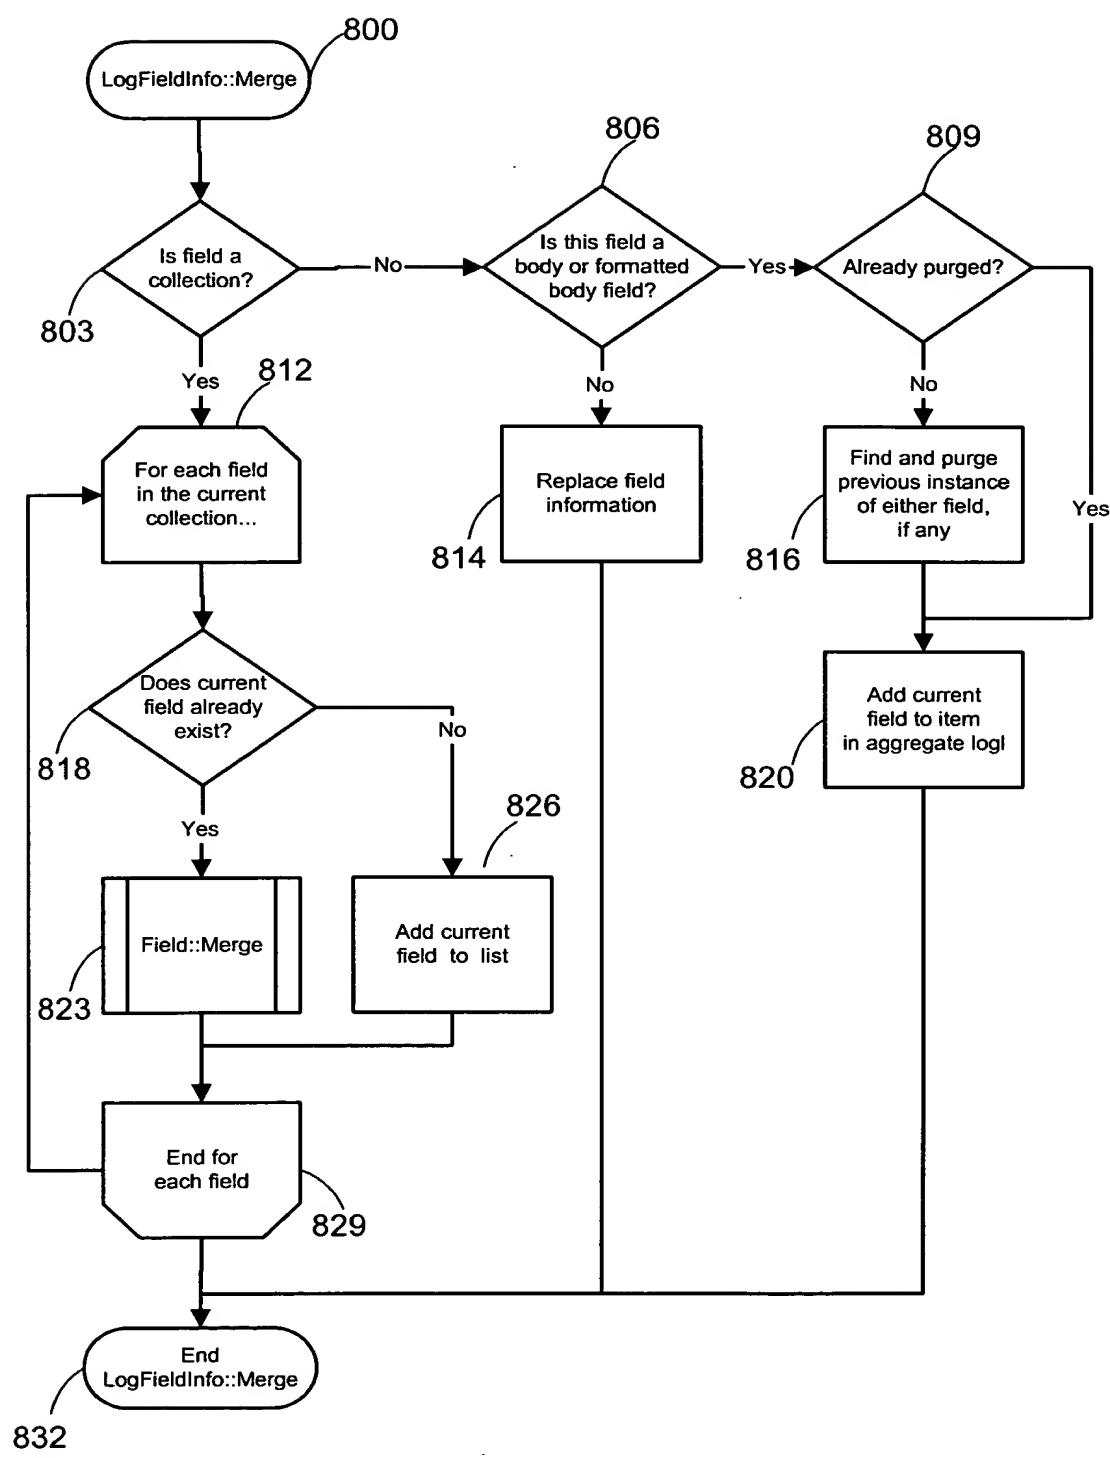 800
LogFieldInfo::Merge
806
809
Is field a
collection?
No
Is this field a
body or formatted
body field?
Yes
Already purged?
803
Yes
812
No
No
For each field
in the current
collection...
Replace field
information
Find and purge
previous instance
of either field,
if any
Yes
814
816
Does current
field already
exist?
No
Add current
field to item
in aggregate logl
818
820
Yes
826
Field::Merge
Add current
field to list
823
End for
each field
829
End
LogFieldInfo::Merge
832